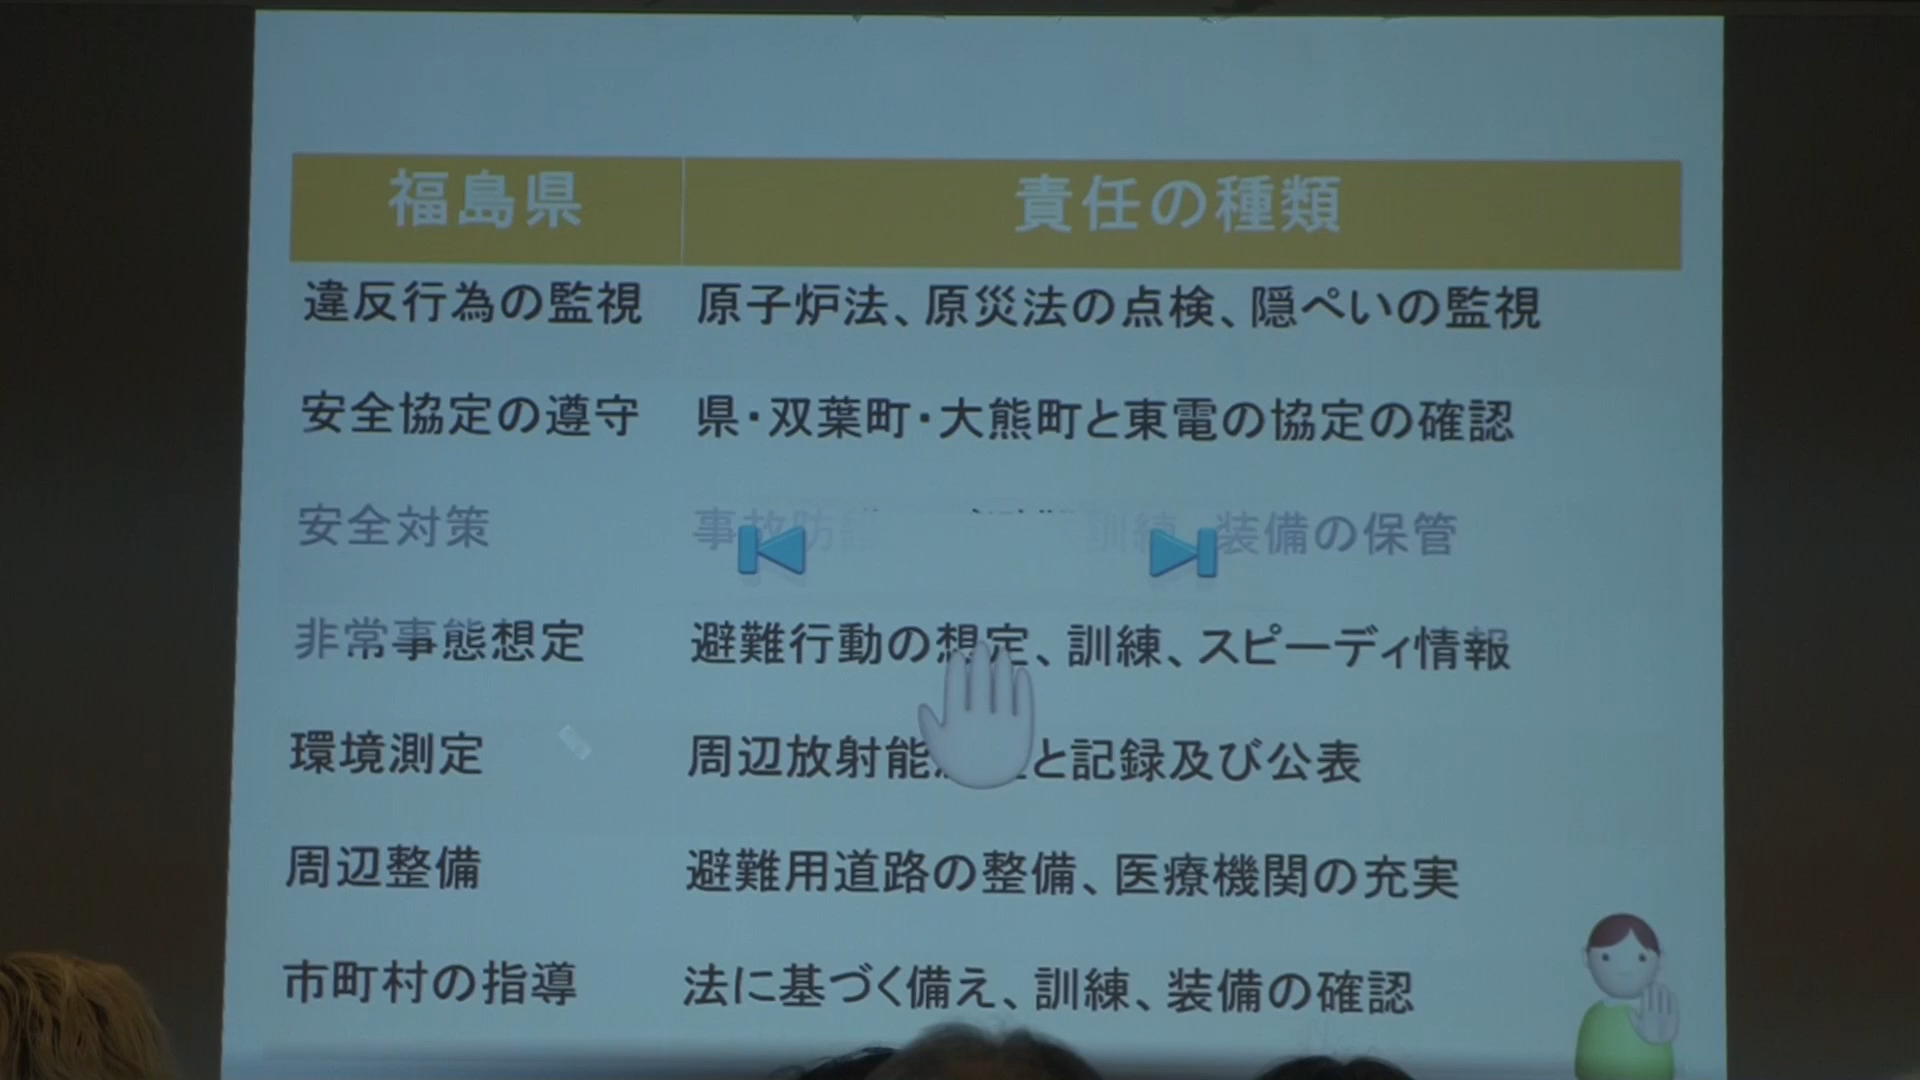 福島県 責任の種類
違反行為の監視 原子炉法、原災法の点検、隠ぺいの監視
安全協定の遵守 県・双葉町・大熊町と東電の協定の確認
安全対策 事故防護 訓練、装備の保管
非常事態想定 避難行動の想定、訓練、スピーディ情報
環境測定 周辺放射能 と記録及び公表
周辺整備 避難用道路の整備、医療機関の充実
市町村の指導 法に基づく備え、訓練、装備の確認